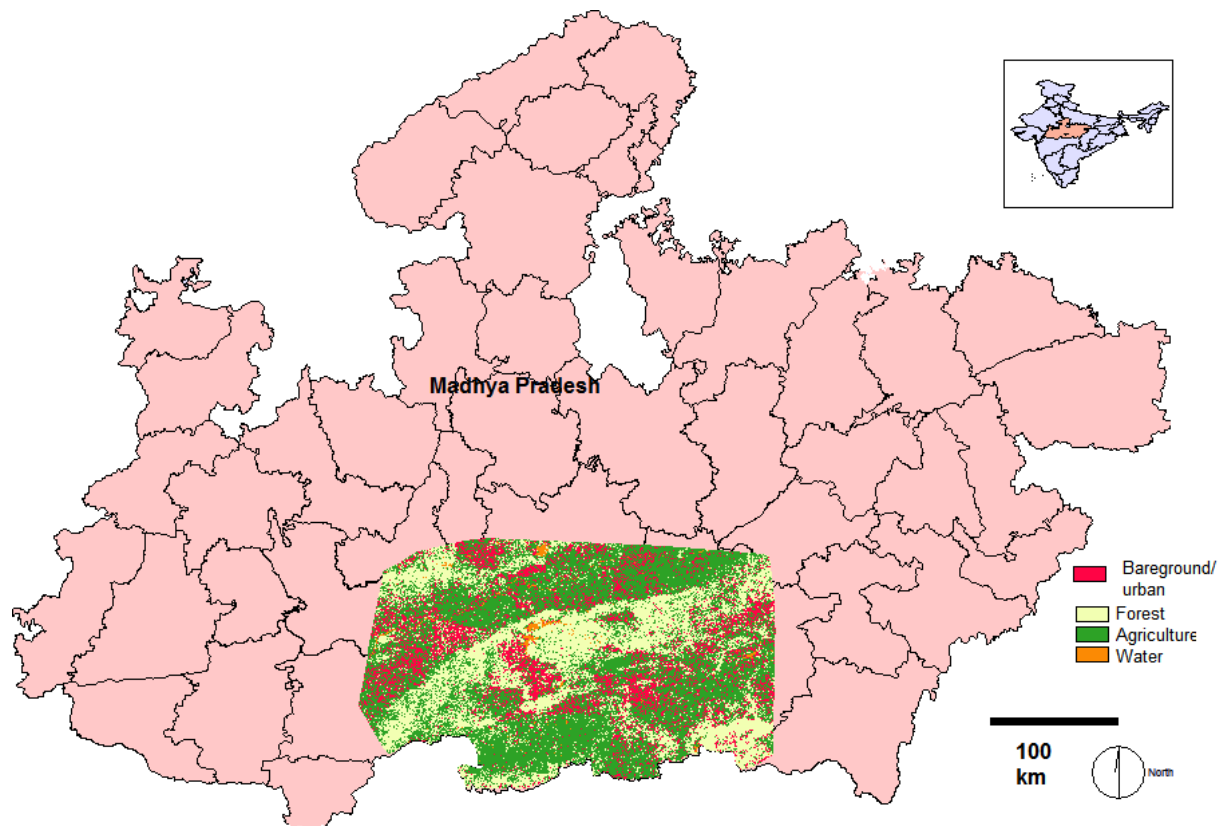 Madhya Pradesh
Bareground/
urban
Forest
Agriculture
Water
100
km
North